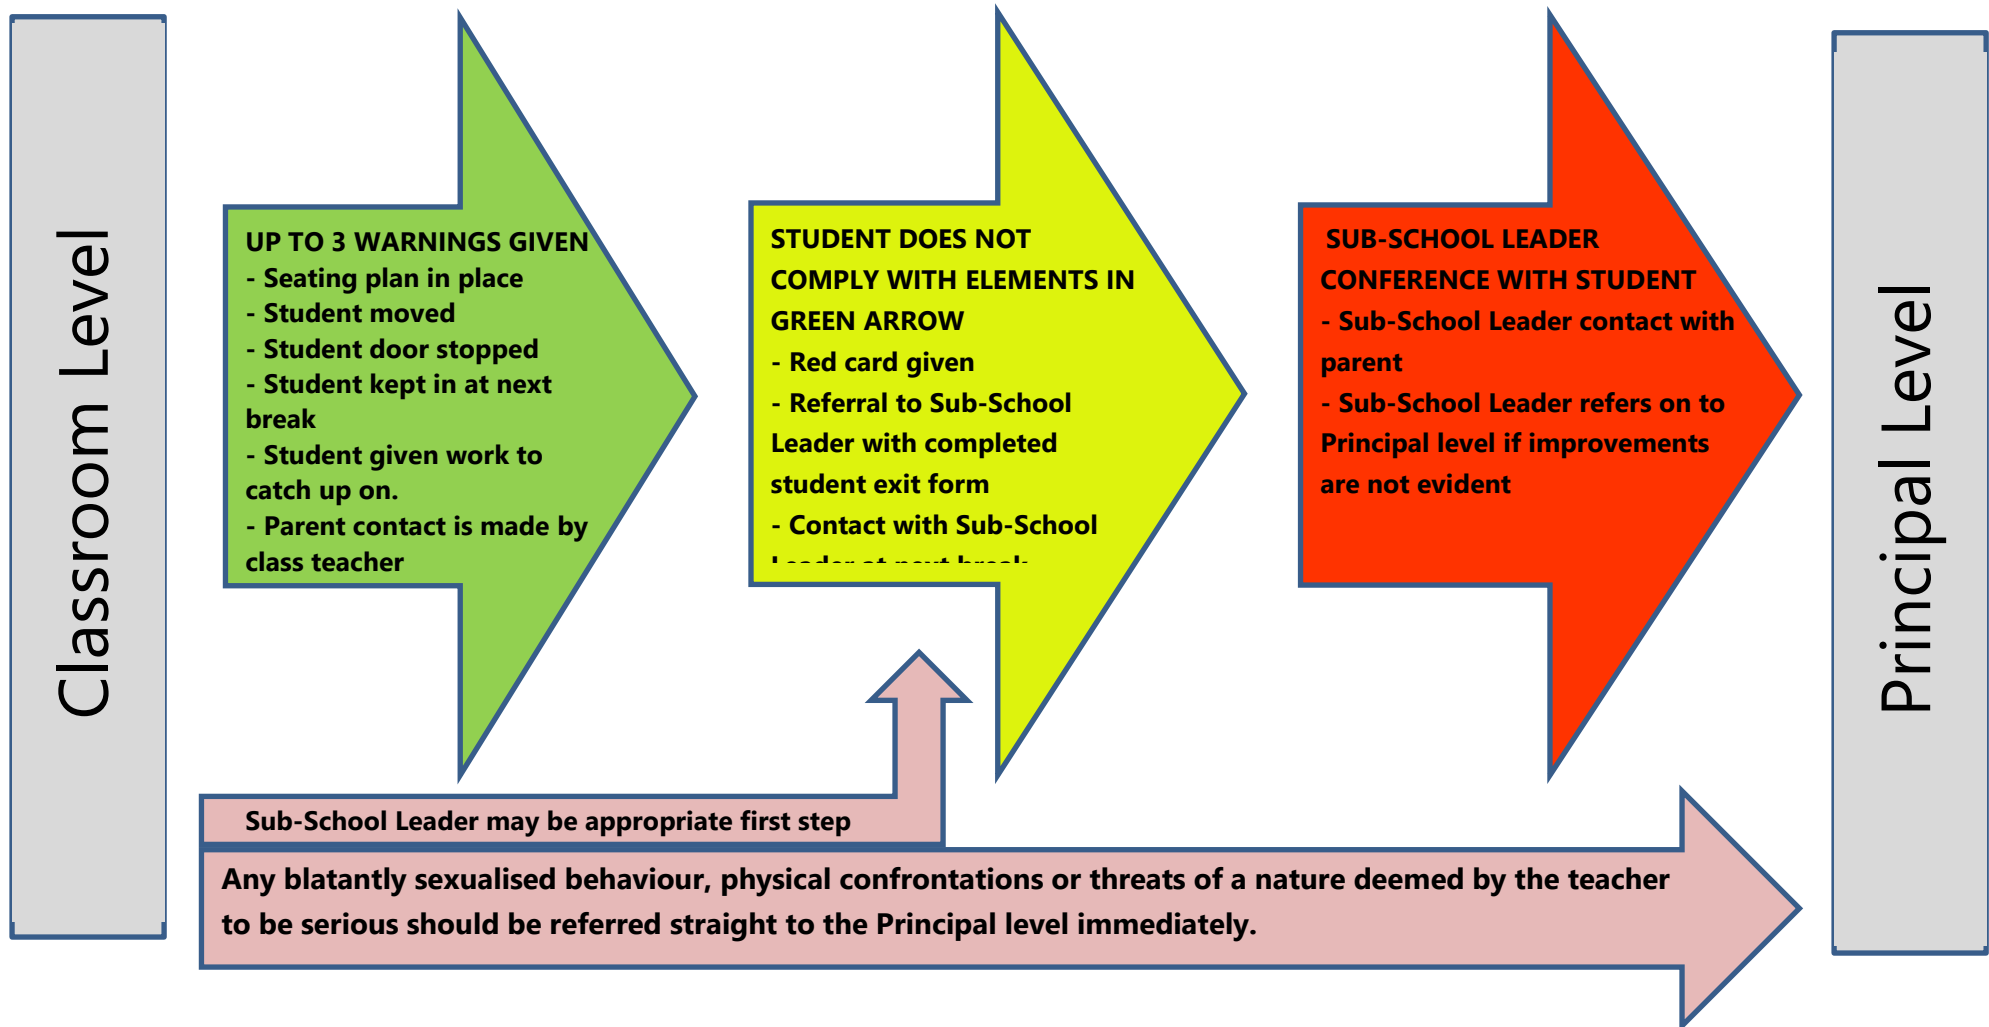 Classroom Level
UP TO 3 WARNINGS GIVEN
- Seating plan in place
- Student moved
- Student door stopped
- Student kept in at next
break
- Student given work to
catch up on.
- Parent contact is made by
class teacher
STUDENT DOES NOT
COMPLY WITH ELEMENTS IN
GREEN ARROW
- Red card given
- Referral to Sub-School
Leader with completed
student exit form
- Contact with Sub-School
Leader at next break
SUB-SCHOOL LEADER
CONFERENCE WITH STUDENT
- Sub-School Leader contact with
parent
- Sub-School Leader refers on to
Principal level if improvements
are not evident
Principal Level
Sub-School Leader may be appropriate first step
Any blatantly sexualised behaviour, physical confrontations or threats of a nature deemed by the teacher
to be serious should be referred straight to the Principal level immediately.